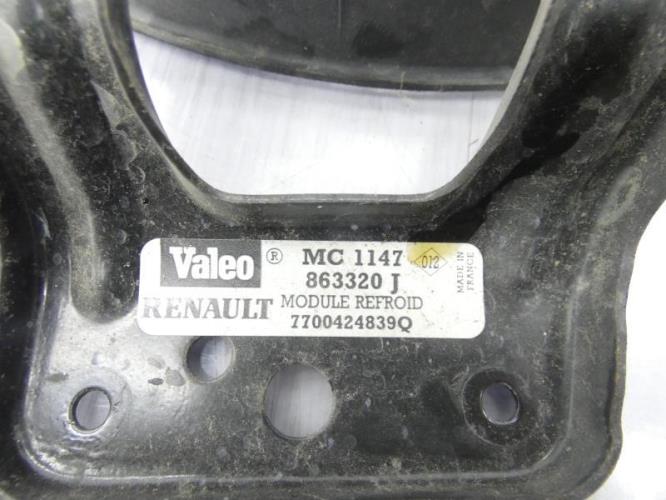 Valeo ® MC 1147
863320 J
RENAULT MODULE REFROID
7700424839Q
012
MADE IN
FRANCE